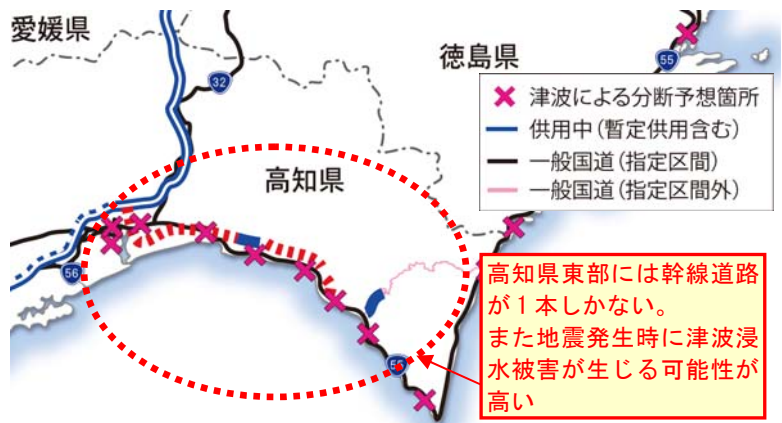 愛媛県
徳島県
32
55
津波による分断予想箇所
供用中(暫定供用含む)
一般国道(指定区間)
一般国道(指定区間外)
高知県
56
高知県東部には幹線道路
が1本しかない。
また地震発生時に津波浸
水被害が生じる可能性が
高い
55